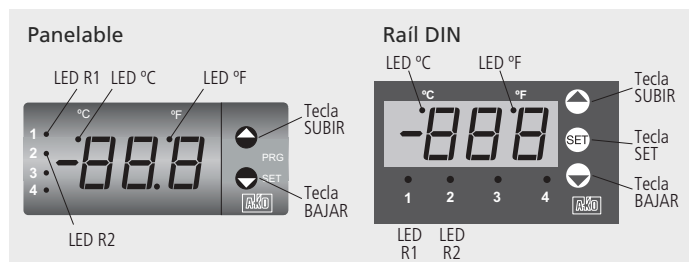 Panelable
LED R1 LED ºC LED ºF
ºC ºF
1
2
3
4
-88.8
PRG
SET
AKO
Tecla
SUBIR
Tecla
BAJAR
LED R2
Raíl DIN
LED ºC LED ºF
ºC ºF
-888
SET
1 2 3 4
AKO
Tecla
SUBIR
Tecla
SET
Tecla
BAJAR
LED
R1
LED
R2